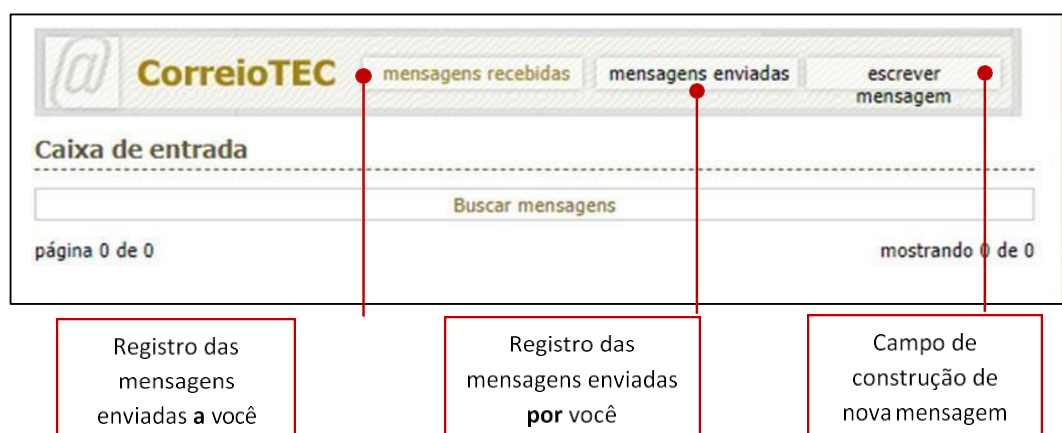 @ CorreioTEC mensagens recebidas mensagens enviadas escrever
mensagem
Caixa de entrada
Buscar mensagens
página 0 de 0 mostrando 0 de 0
Registro das
mensagens
enviadas a você
Registro das
mensagens enviadas
por você
Campo de
construção de
nova mensagem